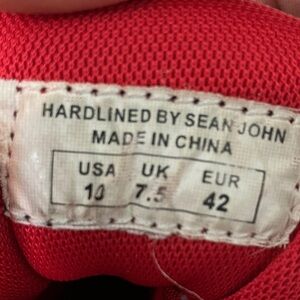 HARDLINED BY SEAN JOHN
MADE IN CHINA
USA UK EUR
10 7.5 42